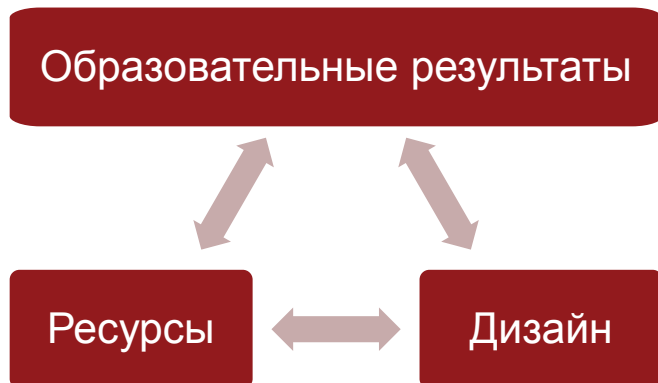 Образовательные результаты
Ресурсы
Дизайн